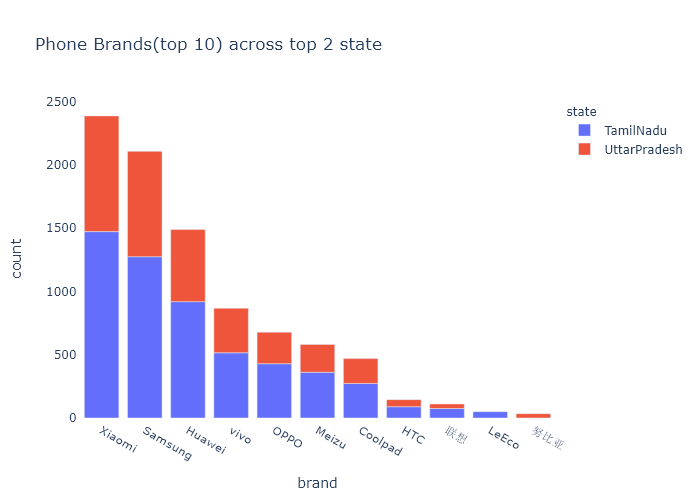 Phone Brands(top 10) across top 2 state
state
TamilNadu
UttarPradesh
count
2500
2000
1500
1000
500
0
Xiaomi
Samsung
Huawei
vivo
OPPO
Meizu
Coolpad
HTC
联想
LeEco
努比亚
brand